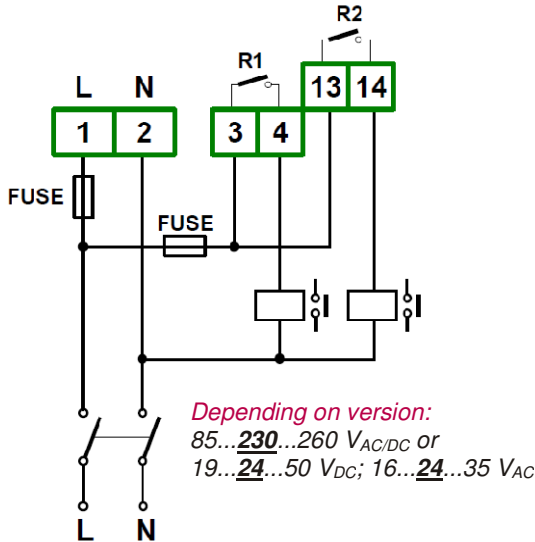 R2
R1
L N
13 14
1 2 3 4
FUSE
FUSE
Depending on version:
85...230...260 VAC/DC or
19...24...50 VDC; 16...24...35 VAC
L N